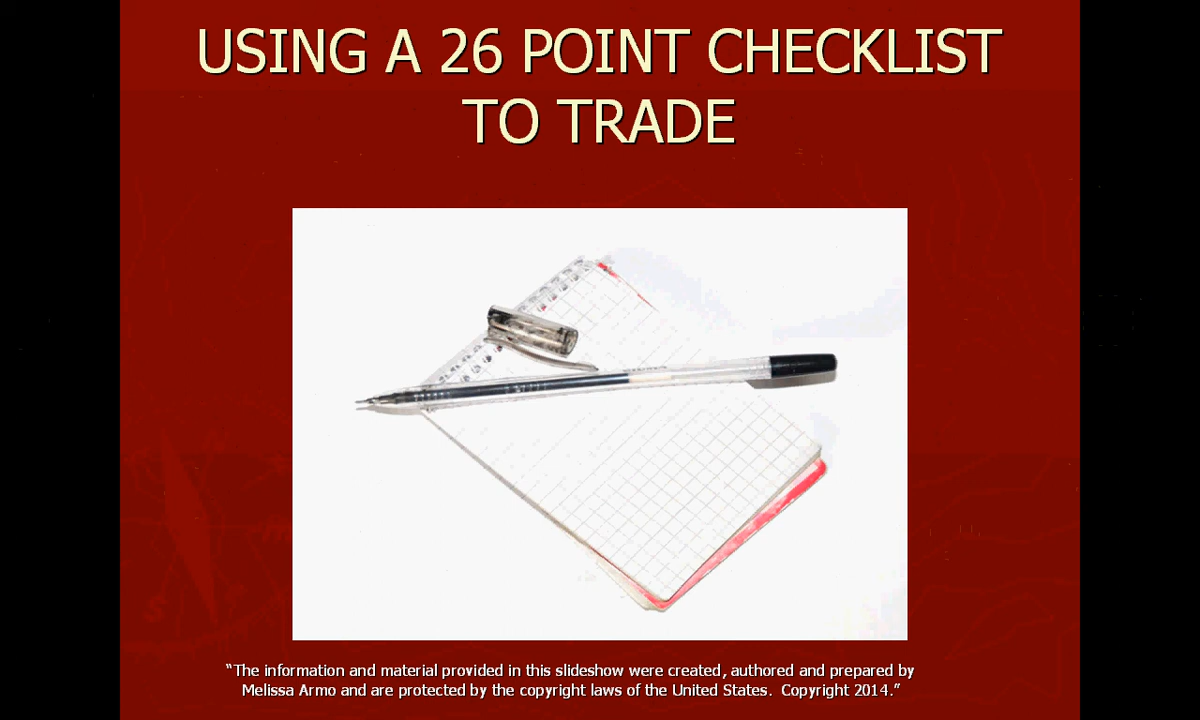 USING A 26 POINT CHECKLIST
TO TRADE
“The information and material provided in this slideshow were created, authored and prepared by
Melissa Armo and are protected by the copyright laws of the United States. Copyright 2014.”